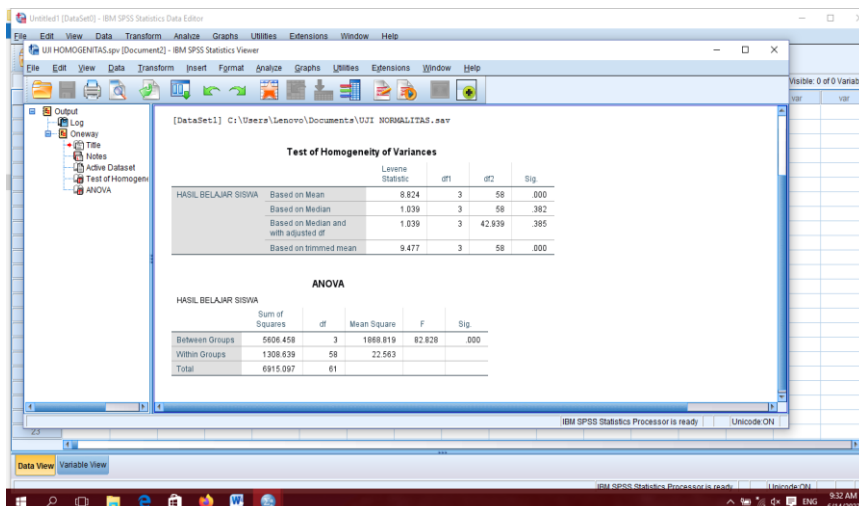 Untitled1 [DataSet0] - IBM SPSS Statistics Data Editor
File Edit View Data Transform Analyze Graphs Utilities Extensions Window Help
UJI HOMOGENITAS.spv [Document2] - IBM SPSS Statistics Viewer
File Edit View Data Transform Insert Format Analyze Graphs Utilities Extensions Window Help
Visible: 0 of 0 Variab
var var
Output
Log
Oneway
Title
Notes
Active Dataset
Test of Homogen
ANOVA
[DataSet1] C:\Users\Lenovo\Documents\UJI NORMALITAS.sav
Test of Homogeneity of Variances
Levene Statistic df1 df2 Sig.
HASIL BELAJAR SISWA Based on Mean 8.824 3 58 .000
Based on Median 1.039 3 58 .382
Based on Median and with adjusted df 1.039 3 42.939 .385
Based on trimmed mean 9.477 3 58 .000
ANOVA
HASIL BELAJAR SISWA
Sum of Squares df Mean Square F Sig.
Between Groups 5606.458 3 1868.819 82.828 .000
Within Groups 1308.639 58 22.563
Total 6915.097 61
IBM SPSS Statistics Processor is ready Unicode:ON
23
Data View Variable View
IBM SPSS Statistics Processor is ready Unicode:ON
ENG 9:32 AM